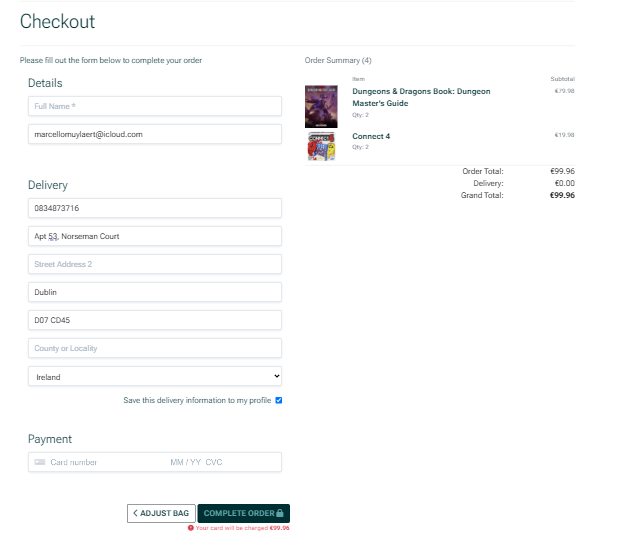 Checkout
Please fill out the form below to complete your order
Details
Full Name *
marcellomuylaert@icloud.com
Delivery
0834873716
Apt 53, Norseman Court
Street Address 2
Dublin
D07 CD45
County or Locality
Ireland
Save this delivery information to my profile
Payment
Card number MM / YY CVC
< ADJUST BAG COMPLETE ORDER
Your card will be charged €99.96
Order Summary (4)
Item Subtotal
Dungeons & Dragons Book: Dungeon €79.98
Master's Guide
Qty: 2
CONNECT
Connect 4 €19.98
Qty: 2
Order Total: €99.96
Delivery: €0.00
Grand Total: €99.96